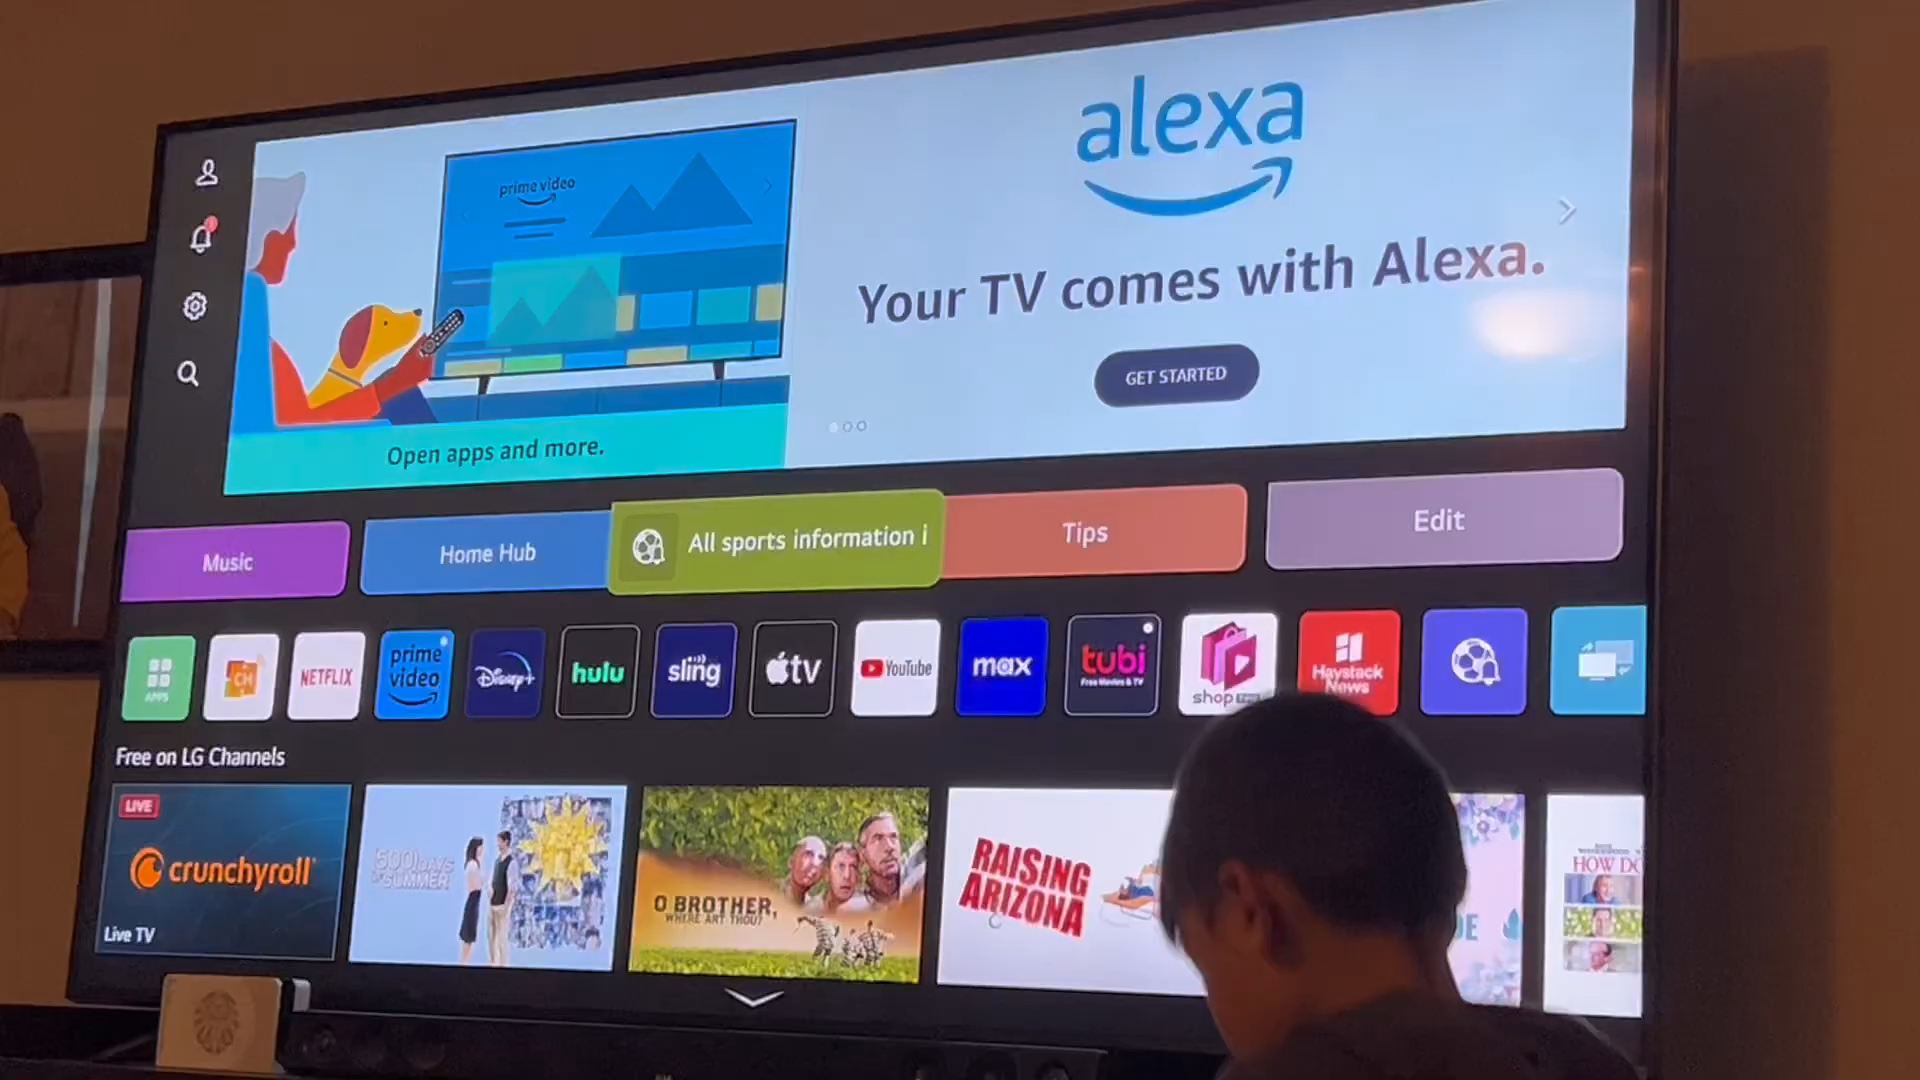 alexa
prime video
Your TV comes with Alexa.
GET STARTED
Open apps and more.
Music
Home Hub
All sports information i
Tips
Edit
APPS
CH
NETFLIX
prime video
Disney+
hulu
sling
tv
YouTube
max
tubi
Free Movies & TV
shop
Haystack News
Free on LG Channels
LIVE
crunchyroll
Live TV
(500) DAYS
OF SUMMER
O BROTHER,
WHERE ART THOU?
RAISING
ARIZONA
DE
HOW DO